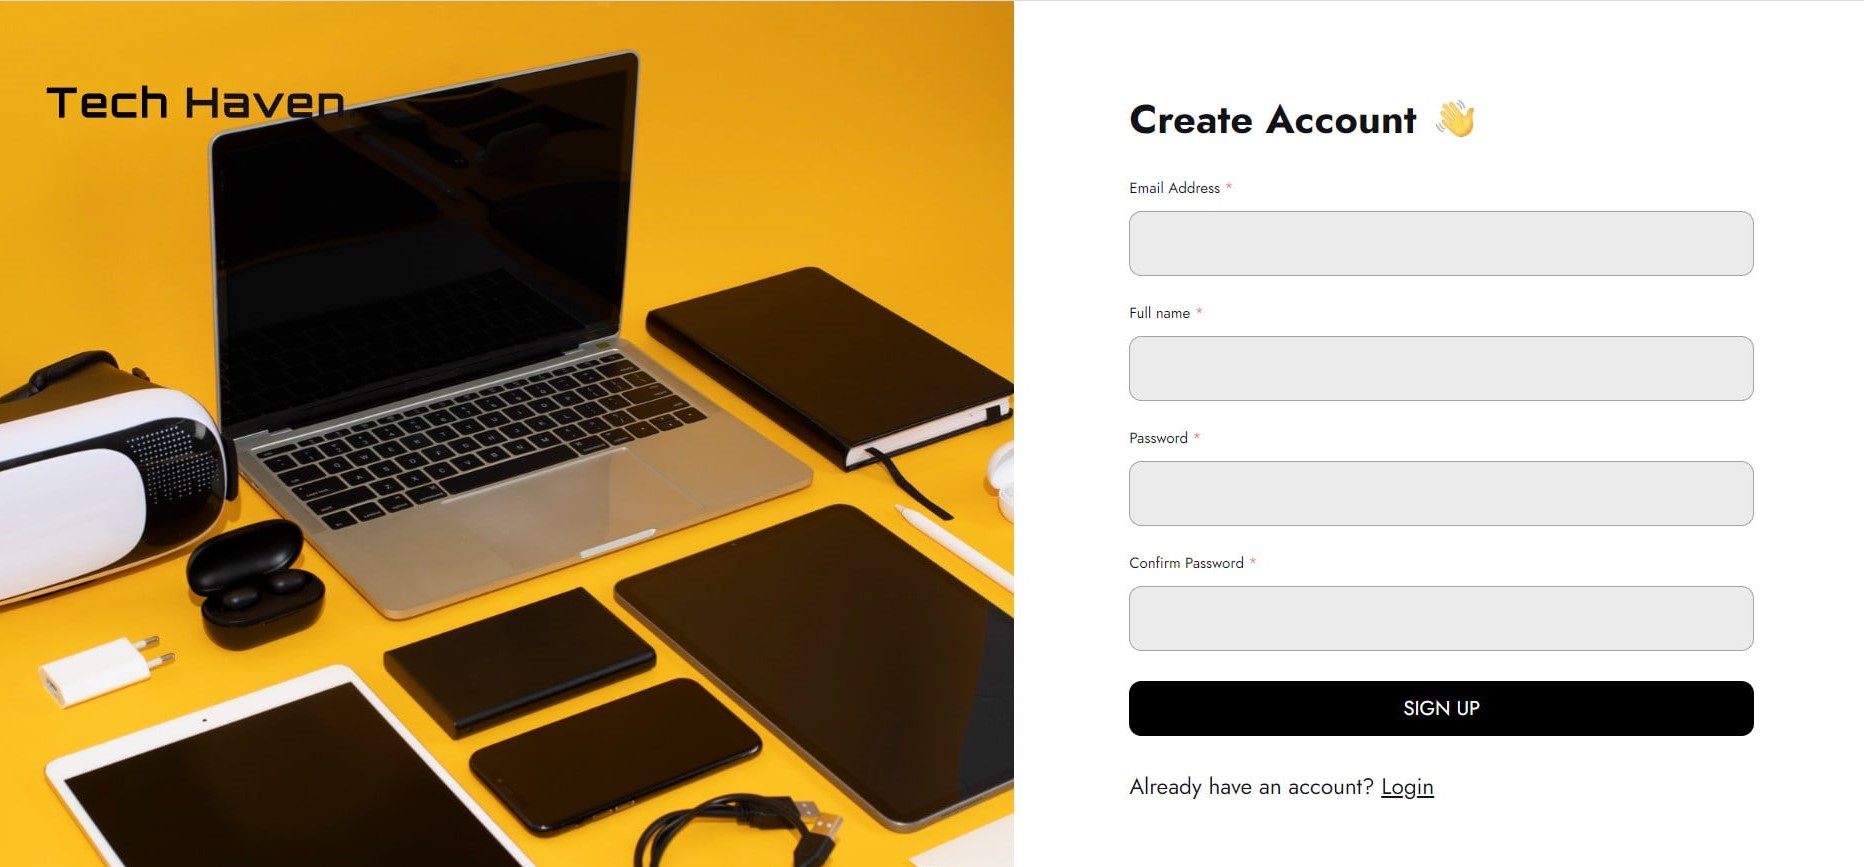 Tech Haven.
Create Account 👋
Email Address *
Full name *
Password *
Confirm Password *
SIGN UP
Already have an account? Login